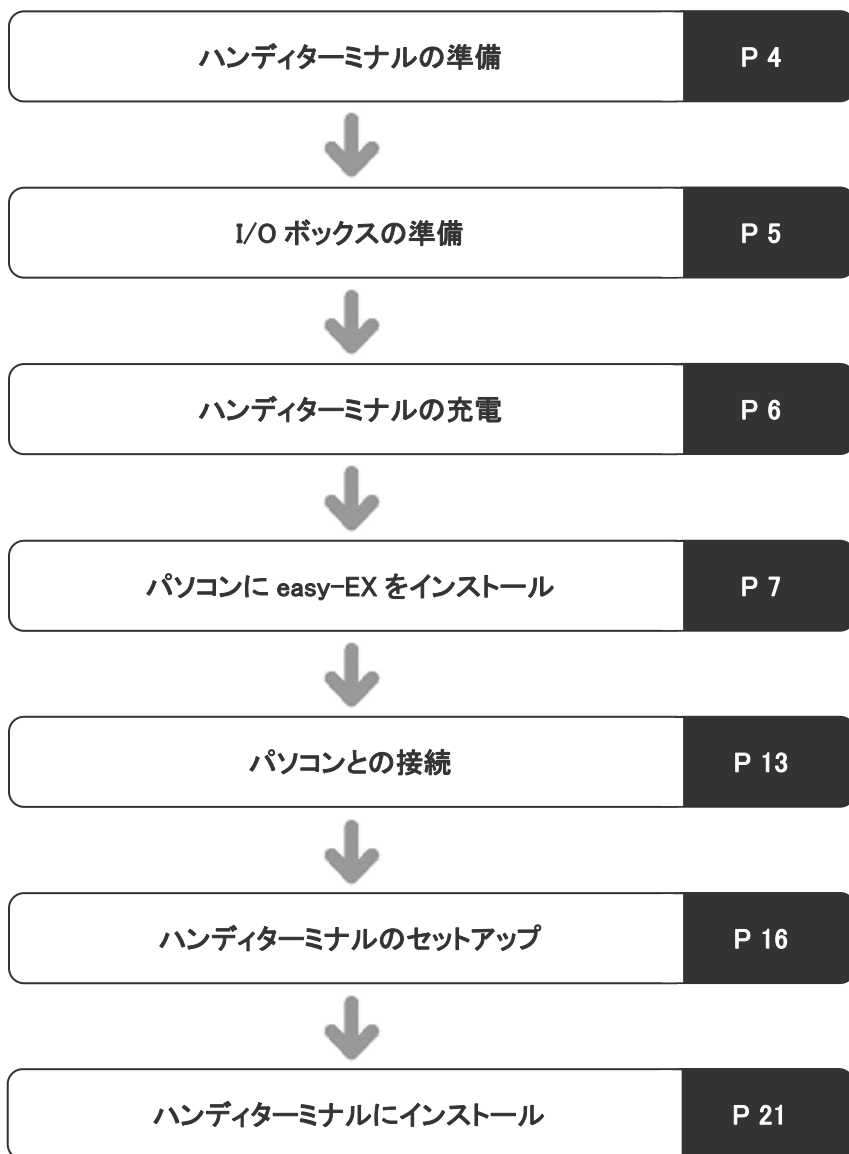 ハンディターミナルの準備 P 4
I/O ボックスの準備 P 5
ハンディターミナルの充電 P 6
パソコンに easy-EX をインストール P 7
パソコンとの接続 P 13
ハンディターミナルのセットアップ P 16
ハンディターミナルにインストール P 21